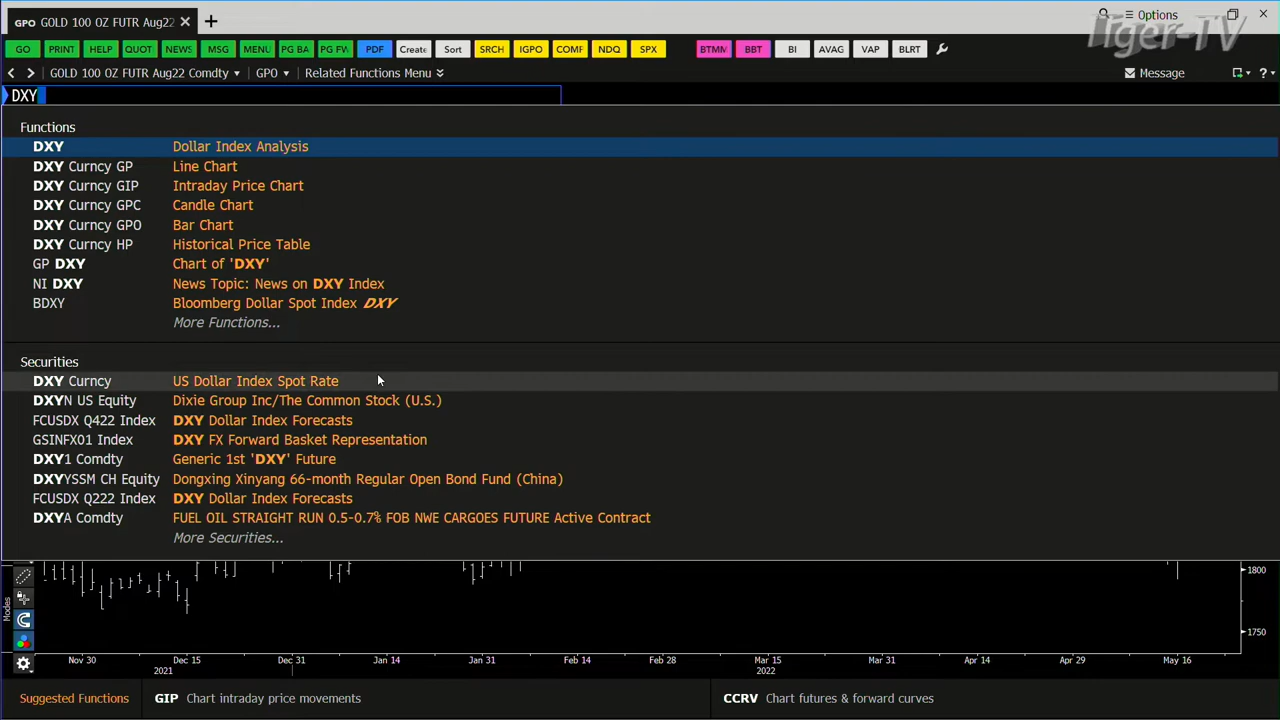 GPO GOLD 100 OZ FUTR Aug22 × +
Options
Tiger-TV
GO PRINT HELP QUOT NEWS MSG MENU PG BA PG FW PDF Create Sort SRCH IGPO COMF NDQ SPX BTMM BBT BI AVAG VAP BLRT
< > GOLD 100 OZ FUTR Aug22 Comdty GPO Related Functions Menu Message ?
DXY
Functions
DXY Dollar Index Analysis
DXY Curncy GP Line Chart
DXY Curncy GIP Intraday Price Chart
DXY Curncy GPC Candle Chart
DXY Curncy GPO Bar Chart
DXY Curncy HP Historical Price Table
GP DXY Chart of 'DXY'
NI DXY News Topic: News on DXY Index
BDXY Bloomberg Dollar Spot Index DXY
More Functions...
Securities
DXY Curncy US Dollar Index Spot Rate
DXYN US Equity Dixie Group Inc/The Common Stock (U.S.)
FCUSDX Q422 Index DXY Dollar Index Forecasts
GSINFX01 Index DXY FX Forward Basket Representation
DXY1 Comdty Generic 1st 'DXY' Future
DXYYSSM CH Equity Dongxing Xinyang 66-month Regular Open Bond Fund (China)
FCUSDX Q222 Index DXY Dollar Index Forecasts
DXYA Comdty FUEL OIL STRAIGHT RUN 0.5-0.7% FOB NWE CARGOES FUTURE Active Contract
More Securities...
1800
Modes
1750
Nov 30 Dec 15 Dec 31 Jan 14 Jan 31 Feb 14 Feb 28 Mar 15 Mar 31 Apr 14 Apr 29 May 16
2021 2022
Suggested Functions GIP Chart intraday price movements CCRV Chart futures & forward curves